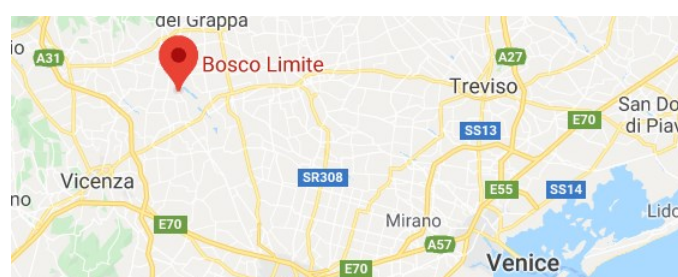 del Grappa
io
A31
Bosco Limite
A27
Treviso
San Do
di Piav
E70
SS13
Vicenza
SR308
E55
SS14
no
E70
Mirano
Lido
A57
E70
Venice